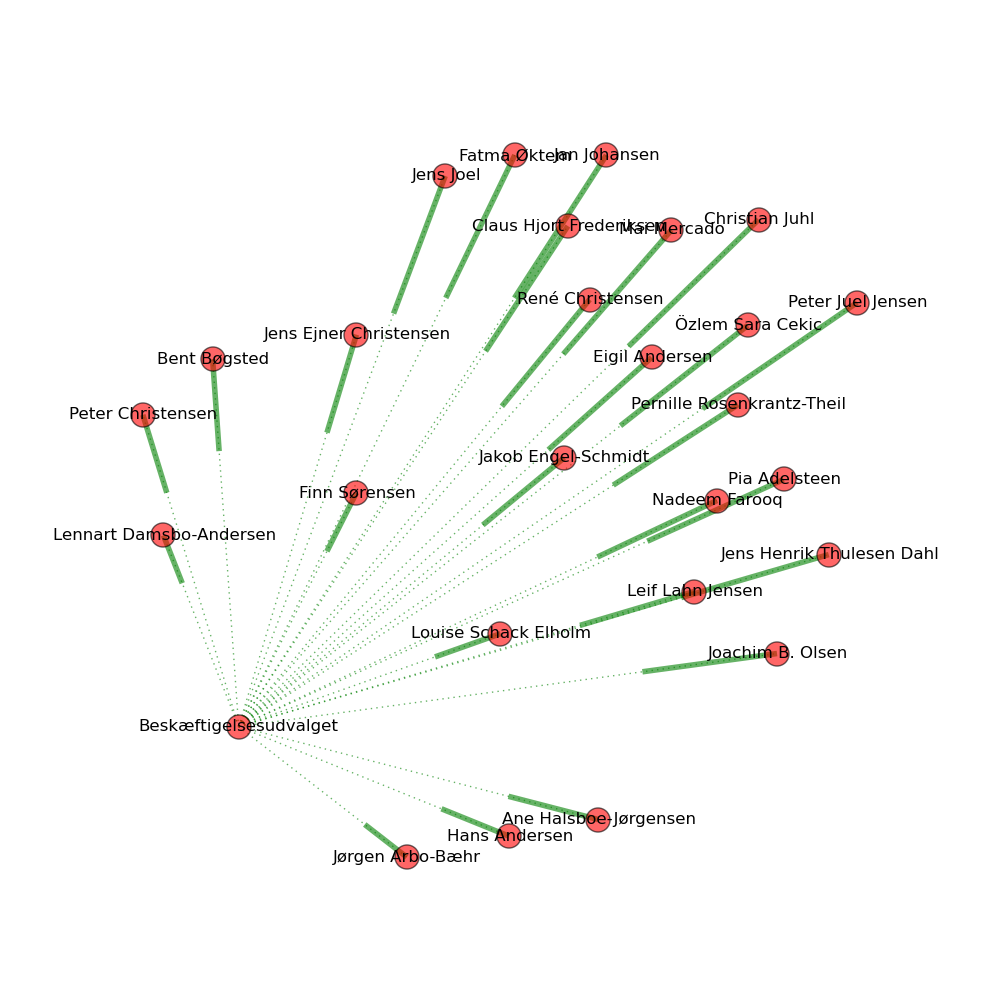 Fatma Øktem
Jan Johansen
Jens Joel
Christian Juhl
Claus Hjort Frederiksen
Mai Mercado
René Christensen
Peter Juel Jensen
Özlem Sara Cekic
Jens Ejner Christensen
Bent Bøgsted
Eigil Andersen
Pernille Rosenkrantz-Theil
Peter Christensen
Jakob Engel-Schmidt
Pia Adelsteen
Finn Sørensen
Nadeem Farooq
Lennart Damsbo-Andersen
Jens Henrik Thulesen Dahl
Leif Lahn Jensen
Louise Schack Elholm
Joachim B. Olsen
Beskæftigelsesudvalget
Ane Halsboe-Jørgensen
Hans Andersen
Jørgen Arbo-Bæhr